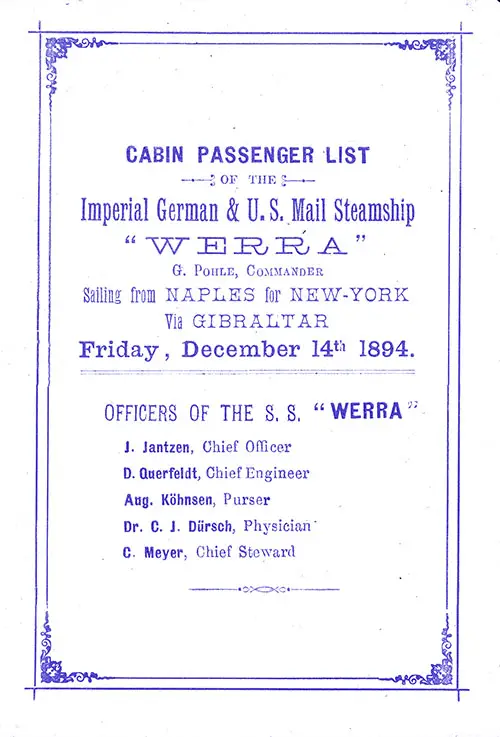 CABIN PASSENGER LIST
OF THE
Imperial German & U. S. Mail Steamship
"WERRA"
G. POHLE, COMMANDER
Sailing from NAPLES for NEW-YORK
Via GIBRALTAR
Friday, December 14th 1894.
OFFICERS OF THE S. S. "WERRA"
J. Jantzen, Chief Officer
D. Querfeldt, Chief Engineer
Aug. Köhnsen, Purser
Dr. C. J. Dürsch, Physician
C. Meyer, Chief Steward